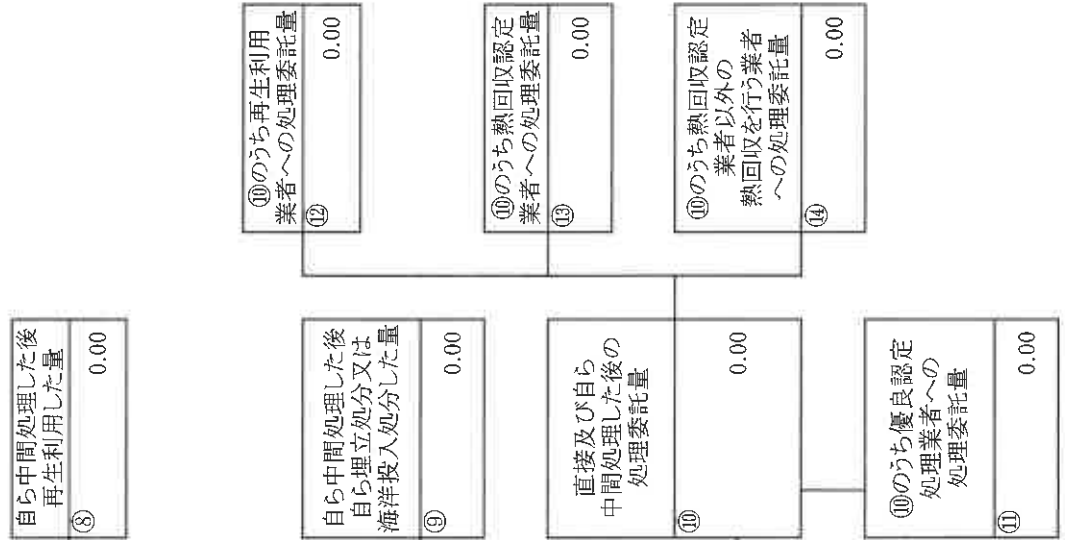 自ら中間処理した後
再生利用した量
⑧
0.00
自ら中間処理した後
自ら埋立処分又は
海洋投入処分した量
⑨
0.00
直接及び自ら
中間処理した後の
処理委託量
⑩
0.00
⑩のうち優良認定
処理業者への
処理委託量
⑪
0.00
⑩のうち再生利用
業者への処理委託量
⑫
0.00
⑩のうち熱回収認定
業者への処理委託量
⑬
0.00
⑩のうち熱回収認定
業者以外の
熱回収を行う業者
への処理委託量
⑭
0.00